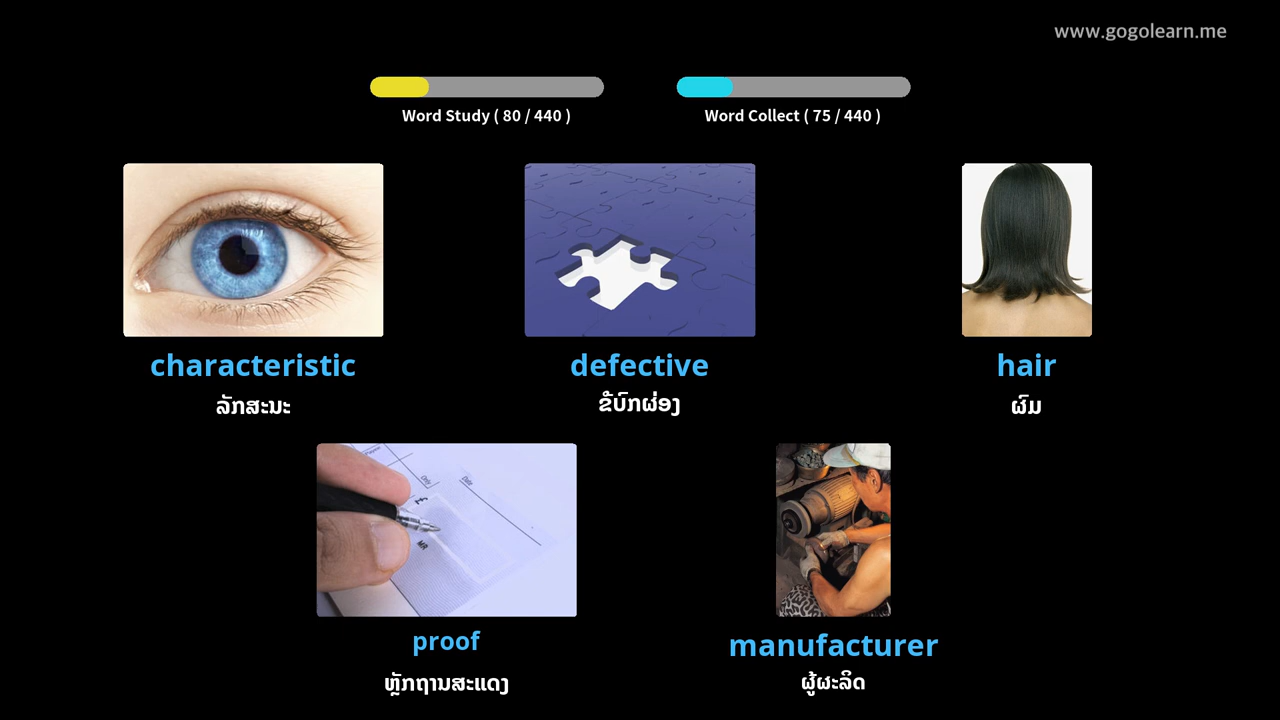 www.gogolearn.me
Word Study ( 80 / 440 )
Word Collect ( 75 / 440 )
characteristic
ລັກສະນະ
defective
ຂໍ້ບົກຜ່ອງ
hair
ຜົມ
proof
ຫຼັກຖານສະແດງ
manufacturer
ຜູ້ຜະລິດ